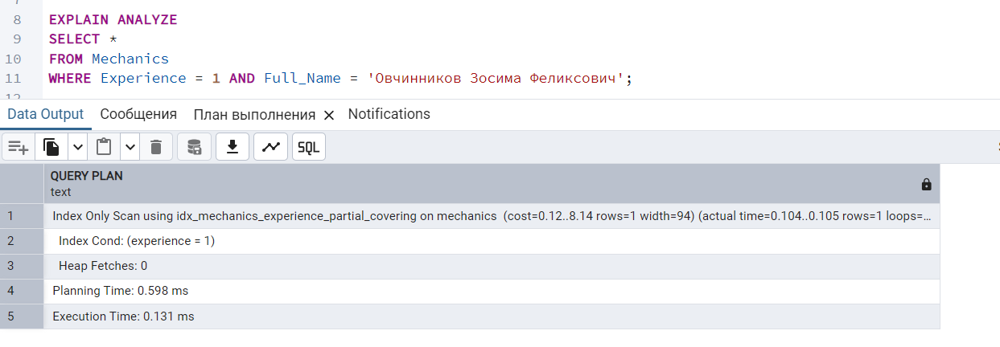 8 EXPLAIN ANALYZE
9 SELECT *
10 FROM Mechanics
11 WHERE Experience = 1 AND Full_Name = 'Овчинников Зосима Феликсович';
12
Data Output Сообщения План выполнения × Notifications
SQL
QUERY PLAN
text
1 Index Only Scan using idx_mechanics_experience_partial_covering on mechanics (cost=0.12..8.14 rows=1 width=94) (actual time=0.104..0.105 rows=1 loops=...
2 Index Cond: (experience = 1)
3 Heap Fetches: 0
4 Planning Time: 0.598 ms
5 Execution Time: 0.131 ms